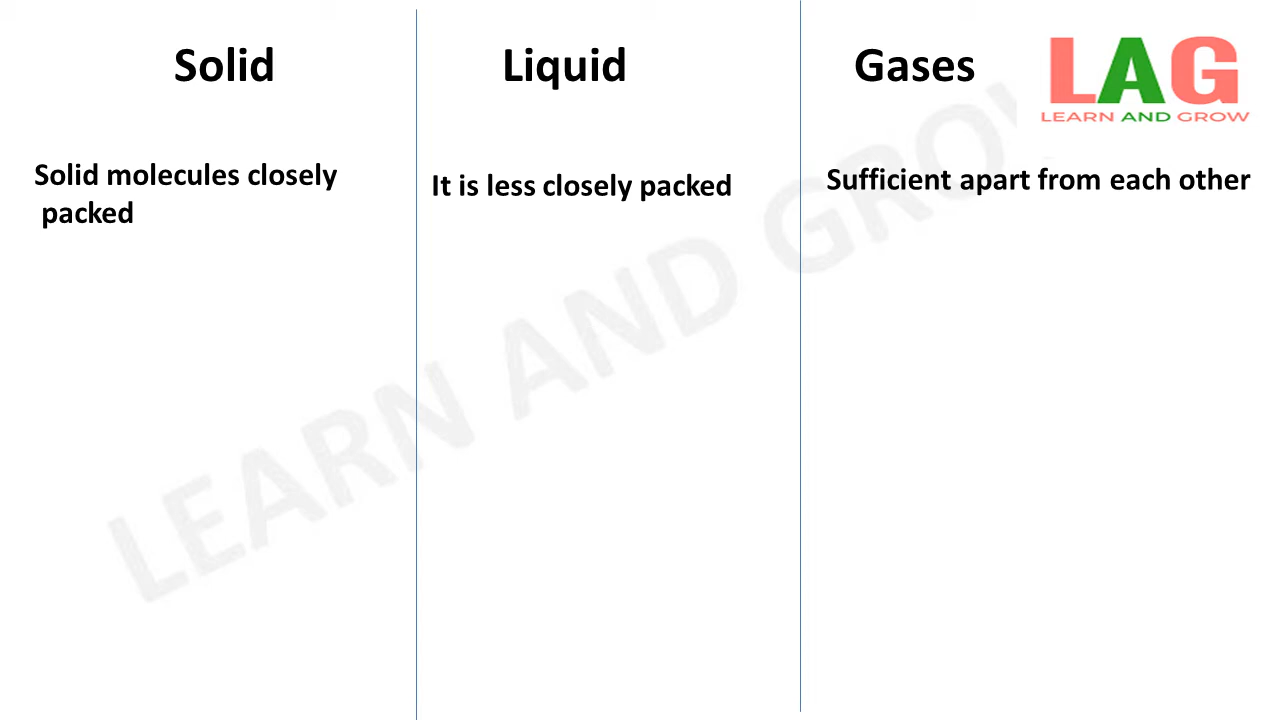 Solid
Liquid
Gases
LAG
LEARN AND GROW
Solid molecules closely
packed
It is less closely packed
Sufficient apart from each other
LEARN AND GROW